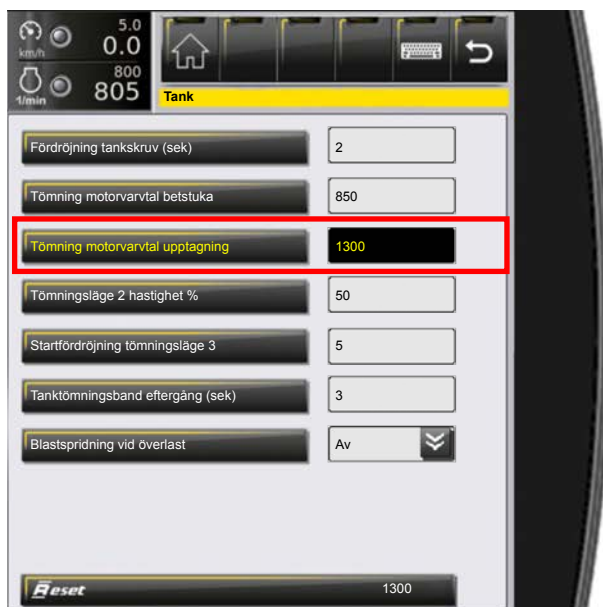 5.0
km/h 0.0
800
1/min 805
Tank
Fördröjning tankskruv (sek) 2
Tömning motorvarvtal betstuka 850
Tömning motorvarvtal upptagning 1300
Tömningsläge 2 hastighet % 50
Startfördröjning tömningsläge 3 5
Tanktömningsband eftergång (sek) 3
Blastspridning vid överlast Av
Reset 1300